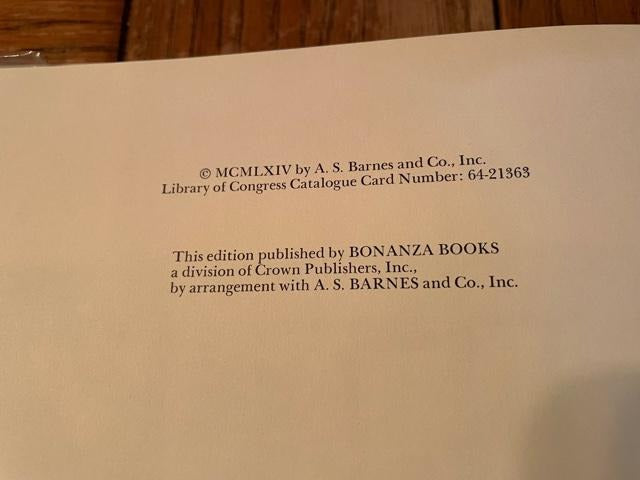 © MCMLXIV by A. S. Barnes and Co., Inc.
Library of Congress Catalogue Card Number: 64-21363
This edition published by BONANZA BOOKS
a division of Crown Publishers, Inc.,
by arrangement with A. S. BARNES and Co., Inc.